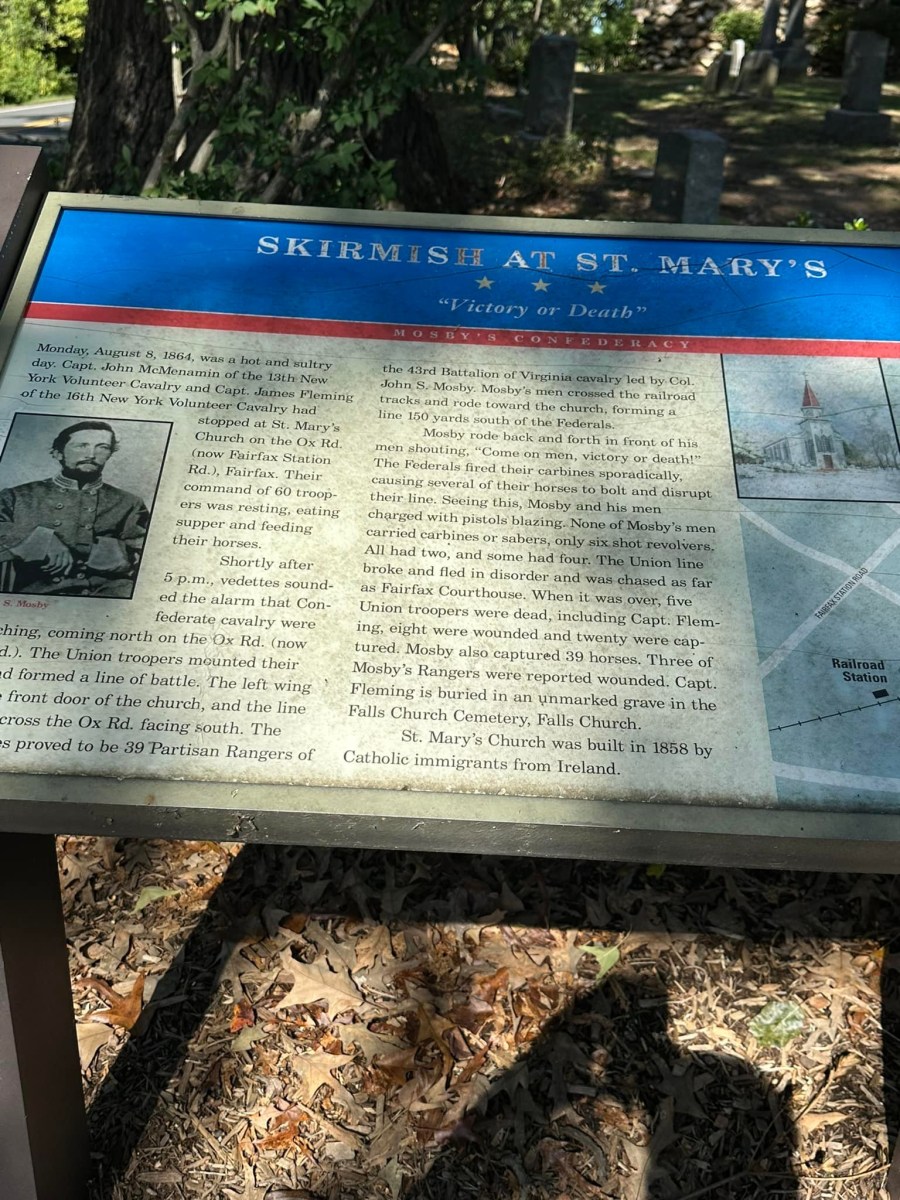 SKIRMISH AT ST. MARY'S
"Victory or Death"
MOSBY'S CONFEDERACY
Monday, August 8, 1864, was a hot and sultry
day. Capt. John McMenamin of the 13th New
York Volunteer Cavalry and Capt. James Fleming
of the 16th New York Volunteer Cavalry had
stopped at St. Mary's
Church on the Ox Rd.
(now Fairfax Station
Rd.), Fairfax. Their
command of 60 troop-
ers was resting, eating
supper and feeding
their horses.
Shortly after
5 p.m., vedettes sound-
ed the alarm that Con-
federate cavalry were
ching, coming north on the Ox Rd. (now
d.). The Union troopers mounted their
d formed a line of battle. The left wing
front door of the church, and the line
cross the Ox Rd. facing south. The
es proved to be 39 Partisan Rangers of
S. Mosby
the 43rd Battalion of Virginia cavalry led by Col.
John S. Mosby. Mosby's men crossed the railroad
tracks and rode toward the church, forming a
line 150 yards south of the Federals.
Mosby rode back and forth in front of his
men shouting, "Come on men, victory or death!"
The Federals fired their carbines sporadically,
causing several of their horses to bolt and disrupt
their line. Seeing this, Mosby and his men
charged with pistols blazing. None of Mosby's men
carried carbines or sabers, only six shot revolvers.
All had two, and some had four. The Union line
broke and fled in disorder and was chased as far
as Fairfax Courthouse. When it was over, five
Union troopers were dead, including Capt. Flem-
ing, eight were wounded and twenty were cap-
tured. Mosby also captured 39 horses. Three of
Mosby's Rangers were reported wounded. Capt.
Fleming is buried in an unmarked grave in the
Falls Church Cemetery, Falls Church.
St. Mary's Church was built in 1858 by
Catholic immigrants from Ireland.
FAIRFAX STATION ROAD
Railroad
Station